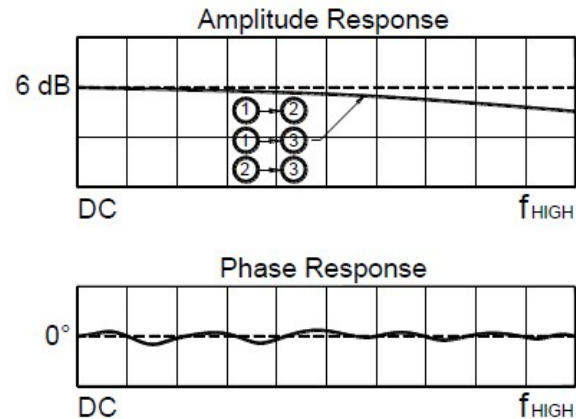 Amplitude Response
6 dB
1 2
1 3
2 3
DC fHIGH
Phase Response
0°
DC fHIGH